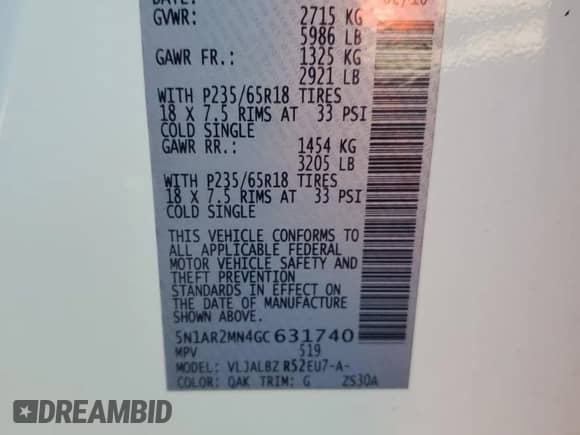 GVWR: 2715 KG
5986 LB
GAWR FR.: 1325 KG
2921 LB
WITH P235/65R18 TIRES
18 X 7.5 RIMS AT 33 PSI
COLD SINGLE
GAWR RR.: 1454 KG
3205 LB
WITH P235/65R18 TIRES
18 X 7.5 RIMS AT 33 PSI
COLD SINGLE
THIS VEHICLE CONFORMS TO
ALL APPLICABLE FEDERAL
MOTOR VEHICLE SAFETY AND
THEFT PREVENTION
STANDARDS IN EFFECT ON
THE DATE OF MANUFACTURE
SHOWN ABOVE.
5N1AR2MN4GC631740
MPV 519
MODEL: VLJALBZ R52EU7-A-
COLOR: QAK TRIM: G ZS30A
DREAMBID